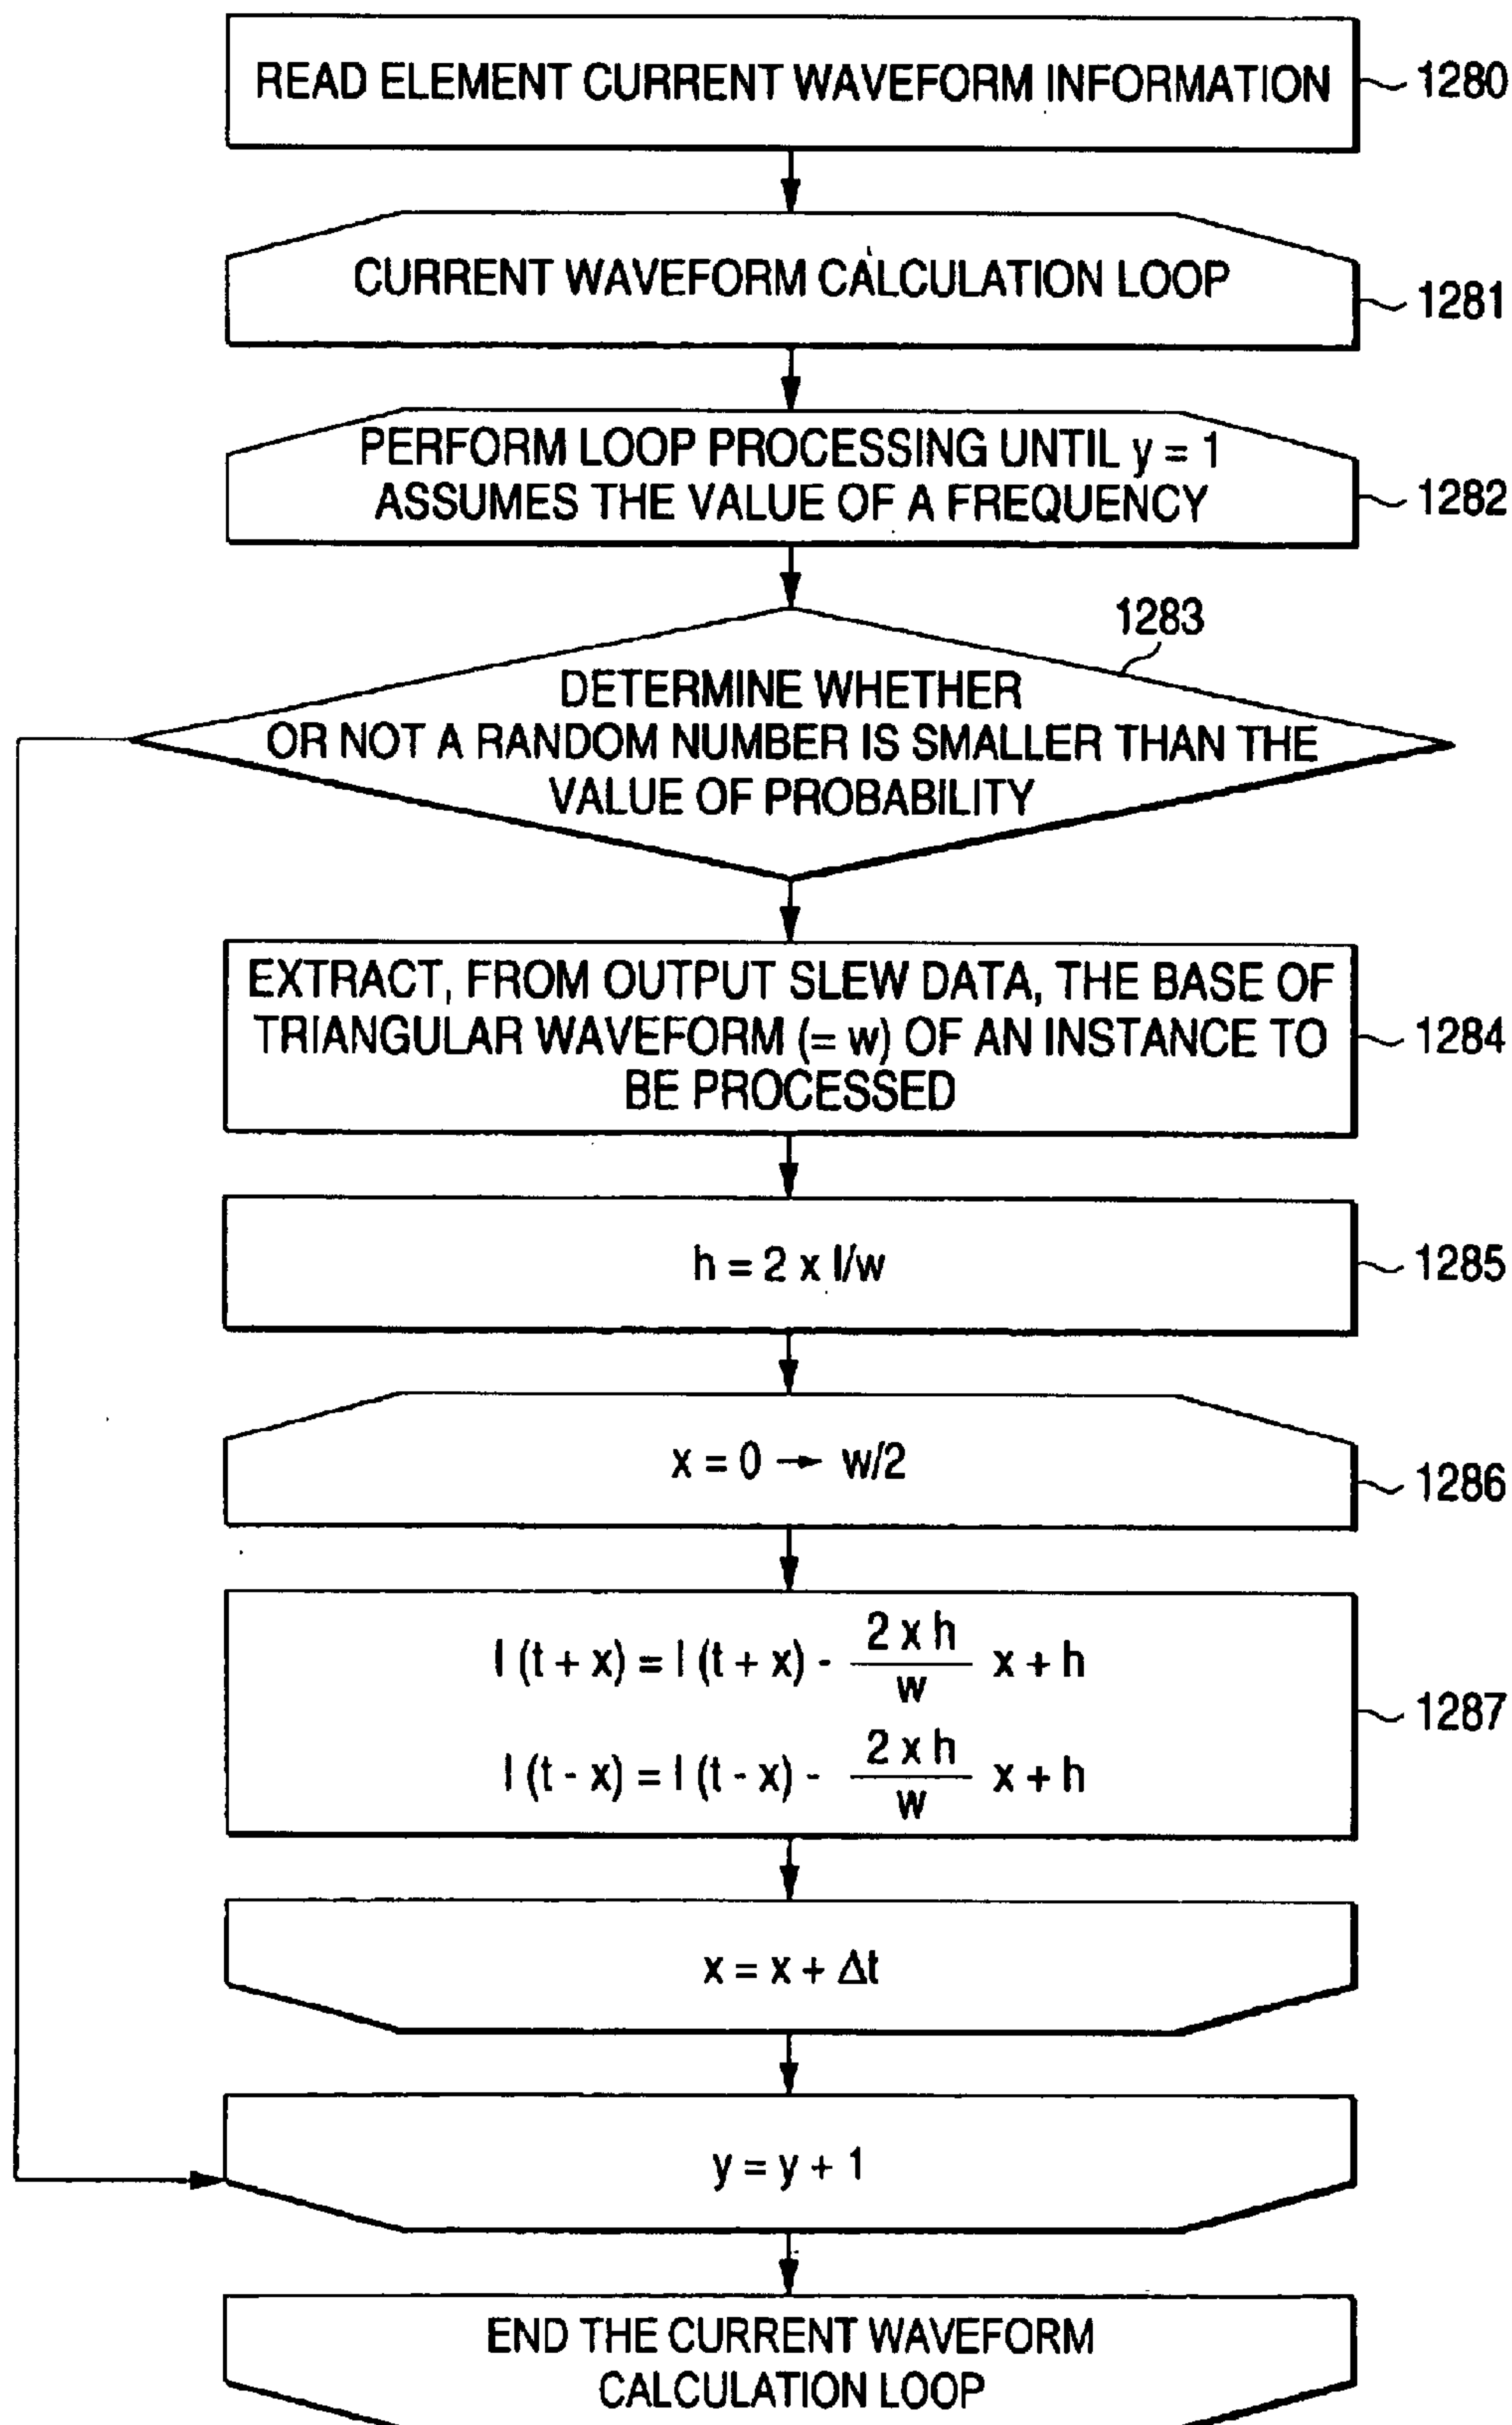 READ ELEMENT CURRENT WAVEFORM INFORMATION
1280
CURRENT WAVEFORM CALCULATION LOOP
1281
PERFORM LOOP PROCESSING UNTIL y = 1
ASSUMES THE VALUE OF A FREQUENCY
1282
1283
DETERMINE WHETHER
OR NOT A RANDOM NUMBER IS SMALLER THAN THE
VALUE OF PROBABILITY
EXTRACT, FROM OUTPUT SLEW DATA, THE BASE OF
TRIANGULAR WAVEFORM (= w) OF AN INSTANCE TO
BE PROCESSED
1284
h = 2 x I/w
1285
x = 0 → w/2
1286
I (t + x) = I (t + x) - 2 x h / w x + h
I (t - x) = I (t - x) - 2 x h / w x + h
1287
x = x + Δt
y = y + 1
END THE CURRENT WAVEFORM
CALCULATION LOOP